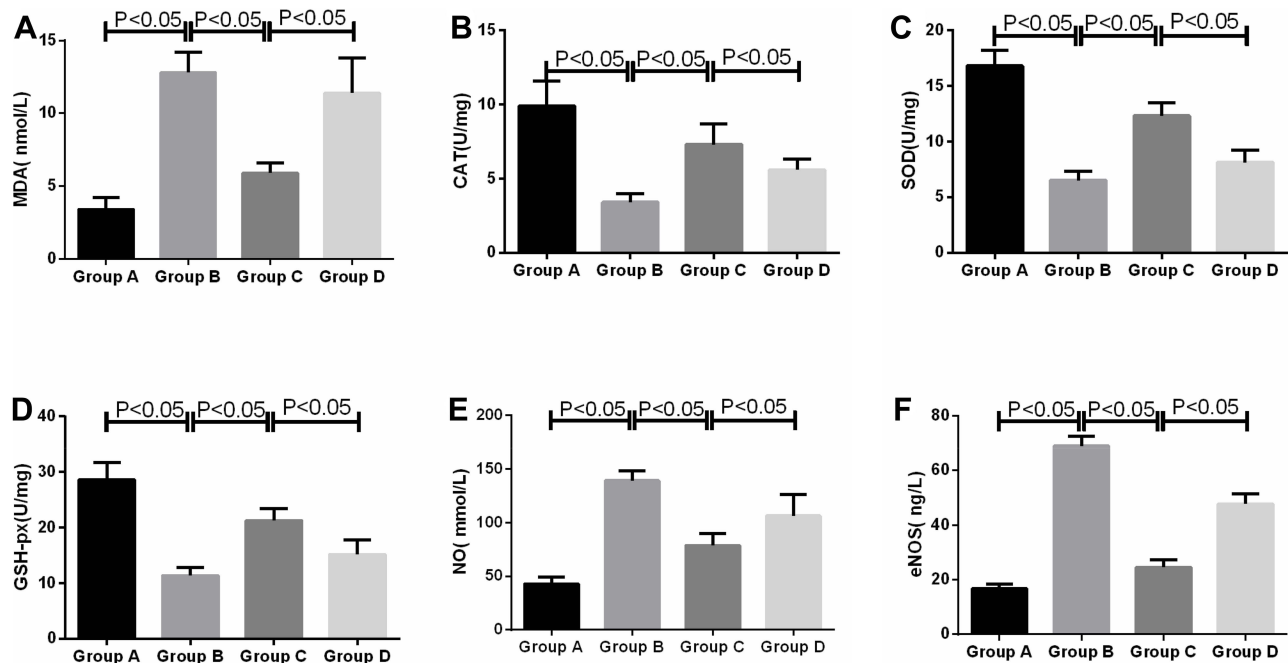 A
P<0.05 P<0.05 P<0.05
MDA( nmol/L)
15
10
5
0
Group A Group B Group C Group D
B
P<0.05 P<0.05 P<0.05
CAT(U/mg)
15
10
5
0
Group A Group B Group C Group D
C
P<0.05 P<0.05 P<0.05
SOD(U/mg)
20
15
10
5
0
Group A Group B Group C Group D
D
P<0.05 P<0.05 P<0.05
GSH-px(U/mg)
40
30
20
10
0
Group A Group B Group C Group D
E
P<0.05 P<0.05 P<0.05
NO( mmol/L)
200
150
100
50
0
Group A Group B Group C Group D
F
P<0.05 P<0.05 P<0.05
eNOS( ng/L)
80
60
40
20
0
Group A Group B Group C Group D